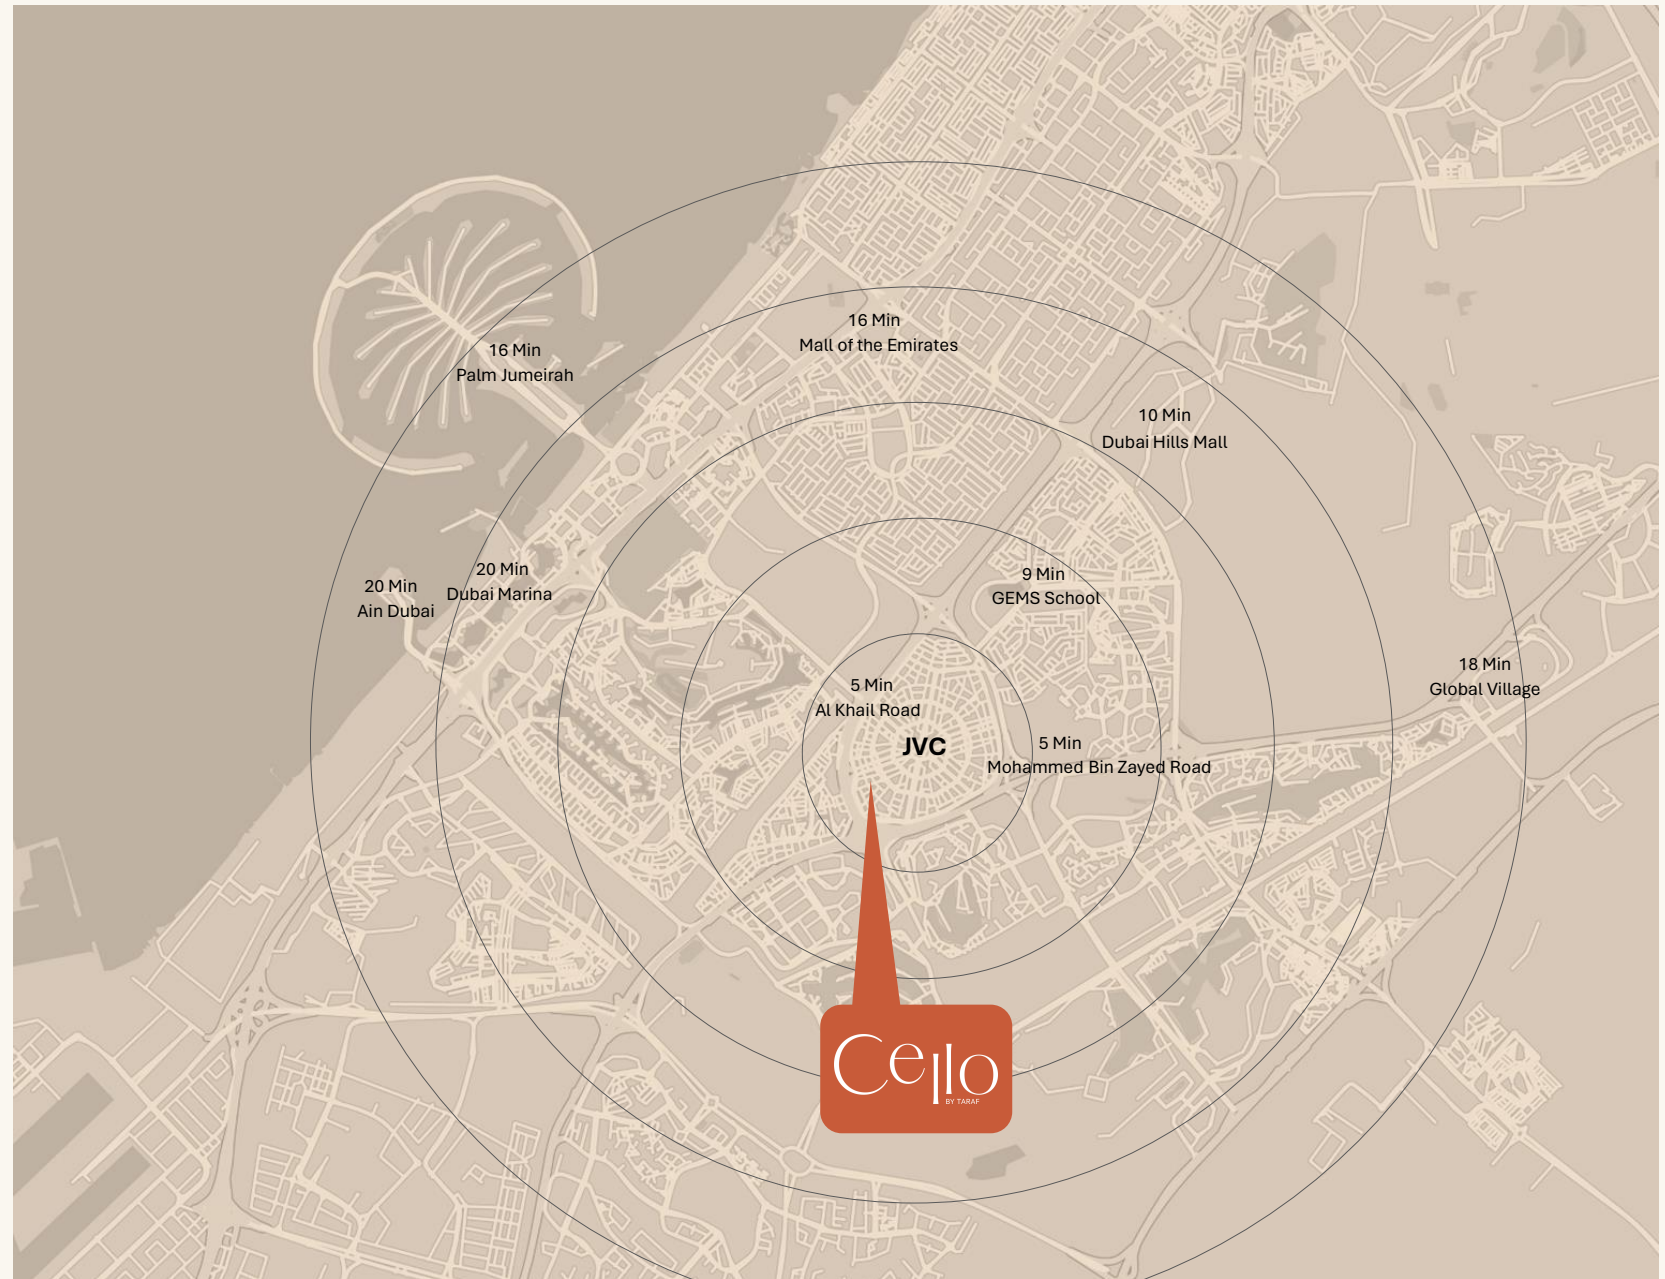 16 Min
Mall of the Emirates
16 Min
Palm Jumeirah
10 Min
Dubai Hills Mall
20 Min
Dubai Marina
20 Min
Ain Dubai
9 Min
GEMS School
18 Min
Global Village
5 Min
Al Khail Road
JVC
5 Min
Mohammed Bin Zayed Road
Cello
BY TARAF